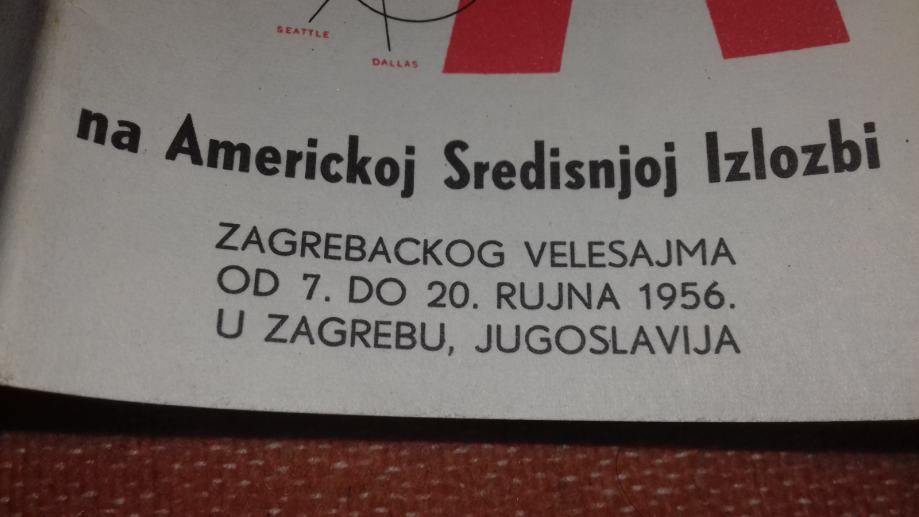 SEATTLE
DALLAS
na Americkoj Sredisnjoj Izlozbi
ZAGREBACKOG VELESAJMA
OD 7. DO 20. RUJNA 1956.
U ZAGREBU, JUGOSLAVIJA